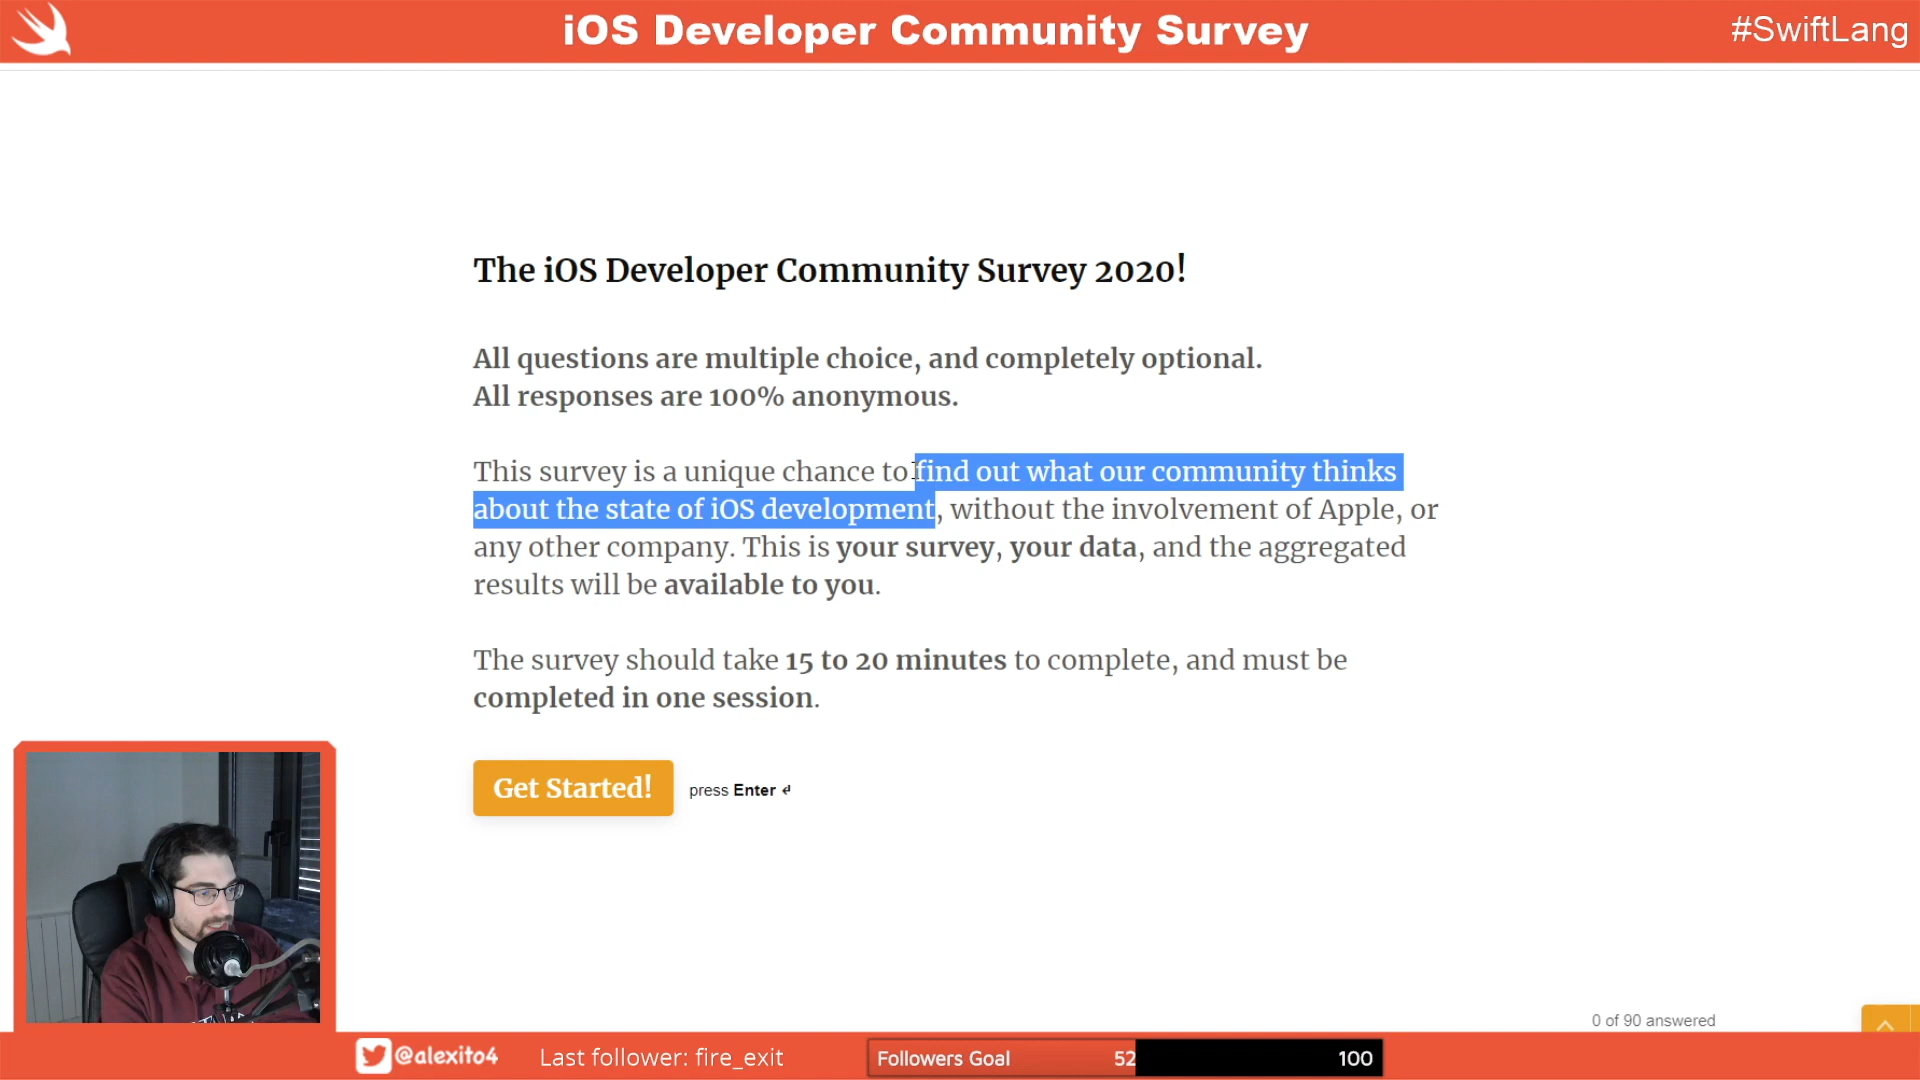 iOS Developer Community Survey
#SwiftLang
The iOS Developer Community Survey 2020!
All questions are multiple choice, and completely optional.
All responses are 100% anonymous.
This survey is a unique chance to find out what our community thinks
about the state of iOS development, without the involvement of Apple, or
any other company. This is your survey, your data, and the aggregated
results will be available to you.
The survey should take 15 to 20 minutes to complete, and must be
completed in one session.
Get Started! press Enter ↵
0 of 90 answered
@alexito4 Last follower: fire_exit Followers Goal 52 100